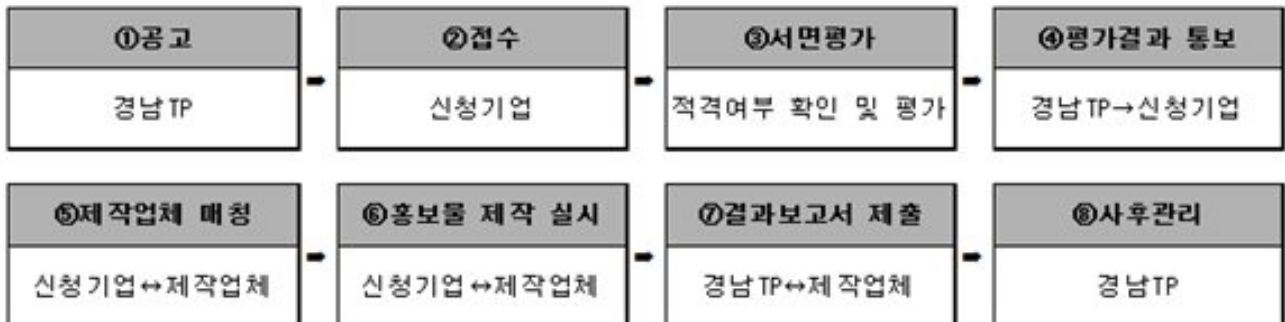 ①공고
경남TP
②접수
신청기업
③서면평가
적격여부 확인 및 평가
④평가결과 통보
경남TP→신청기업
⑤제작업체 매칭
신청기업↔제작업체
⑥홍보물 제작 실시
신청기업↔제작업체
⑦결과보고서 제출
경남TP↔제작업체
⑧사후관리
경남TP